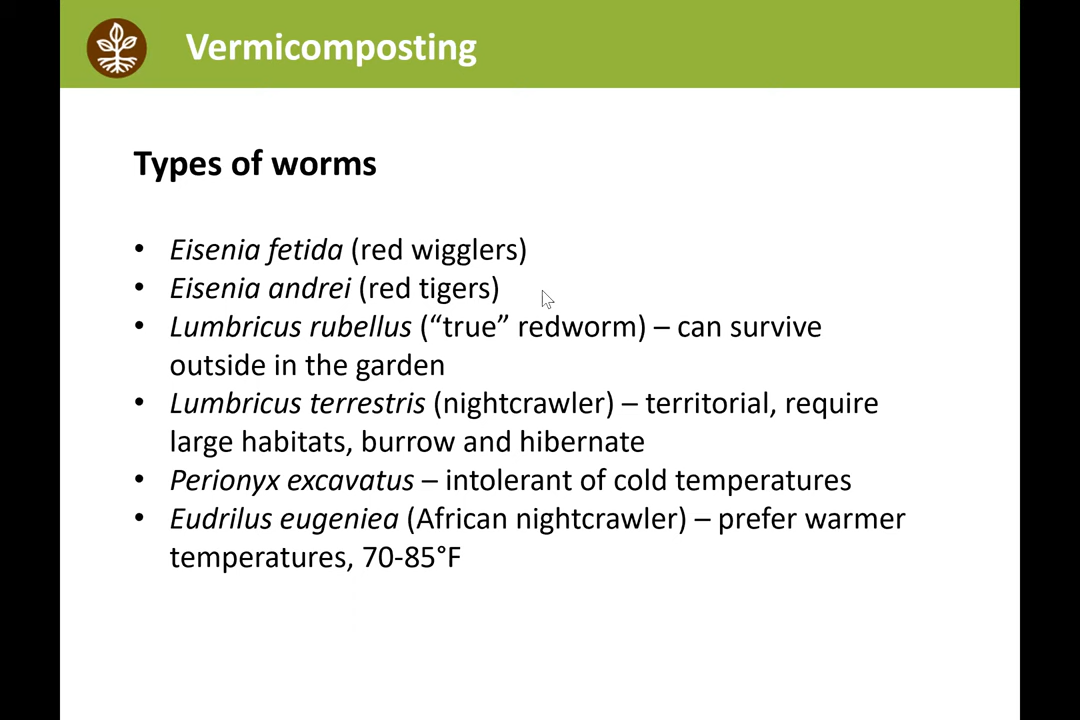 Vermicomposting
Types of worms
• Eisenia fetida (red wigglers)
• Eisenia andrei (red tigers)
• Lumbricus rubellus (“true” redworm) – can survive
outside in the garden
• Lumbricus terrestris (nightcrawler) – territorial, require
large habitats, burrow and hibernate
• Perionyx excavatus – intolerant of cold temperatures
• Eudrilus eugeniea (African nightcrawler) – prefer warmer
temperatures, 70-85°F